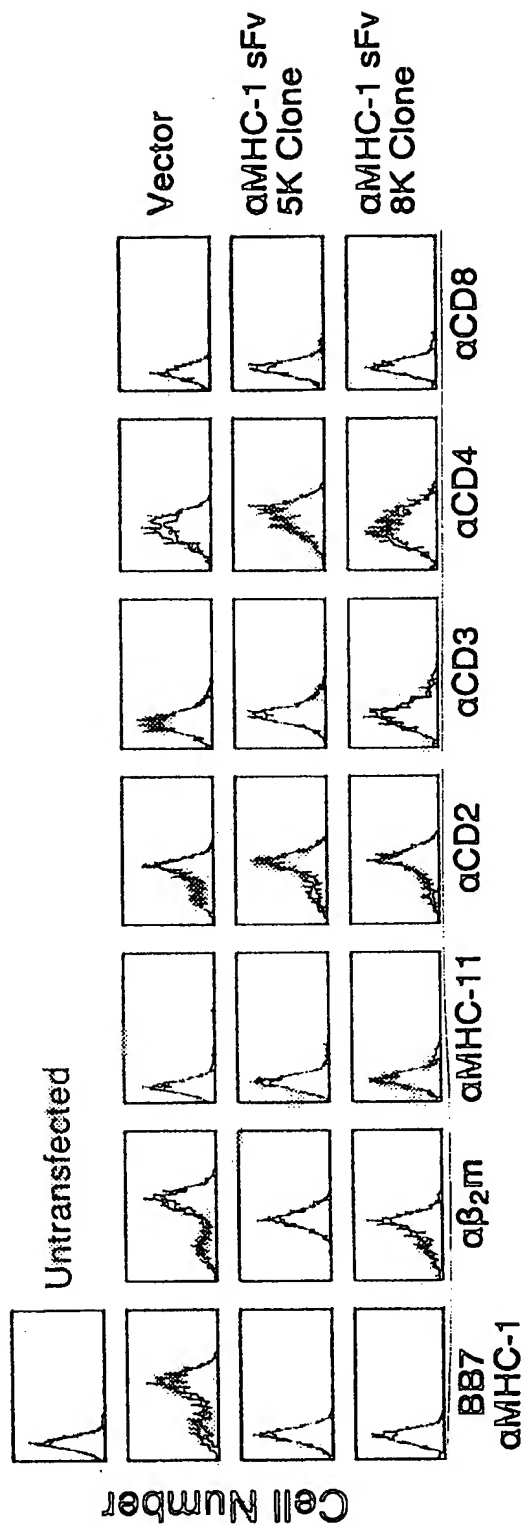 Untransfected
Vector
αMHC-1 sFv
5K Clone
αMHC-1 sFv
8K Clone
Cell Number
BB7
αMHC-1
αβ₂m
αMHC-11
αCD2
αCD3
αCD4
αCD8